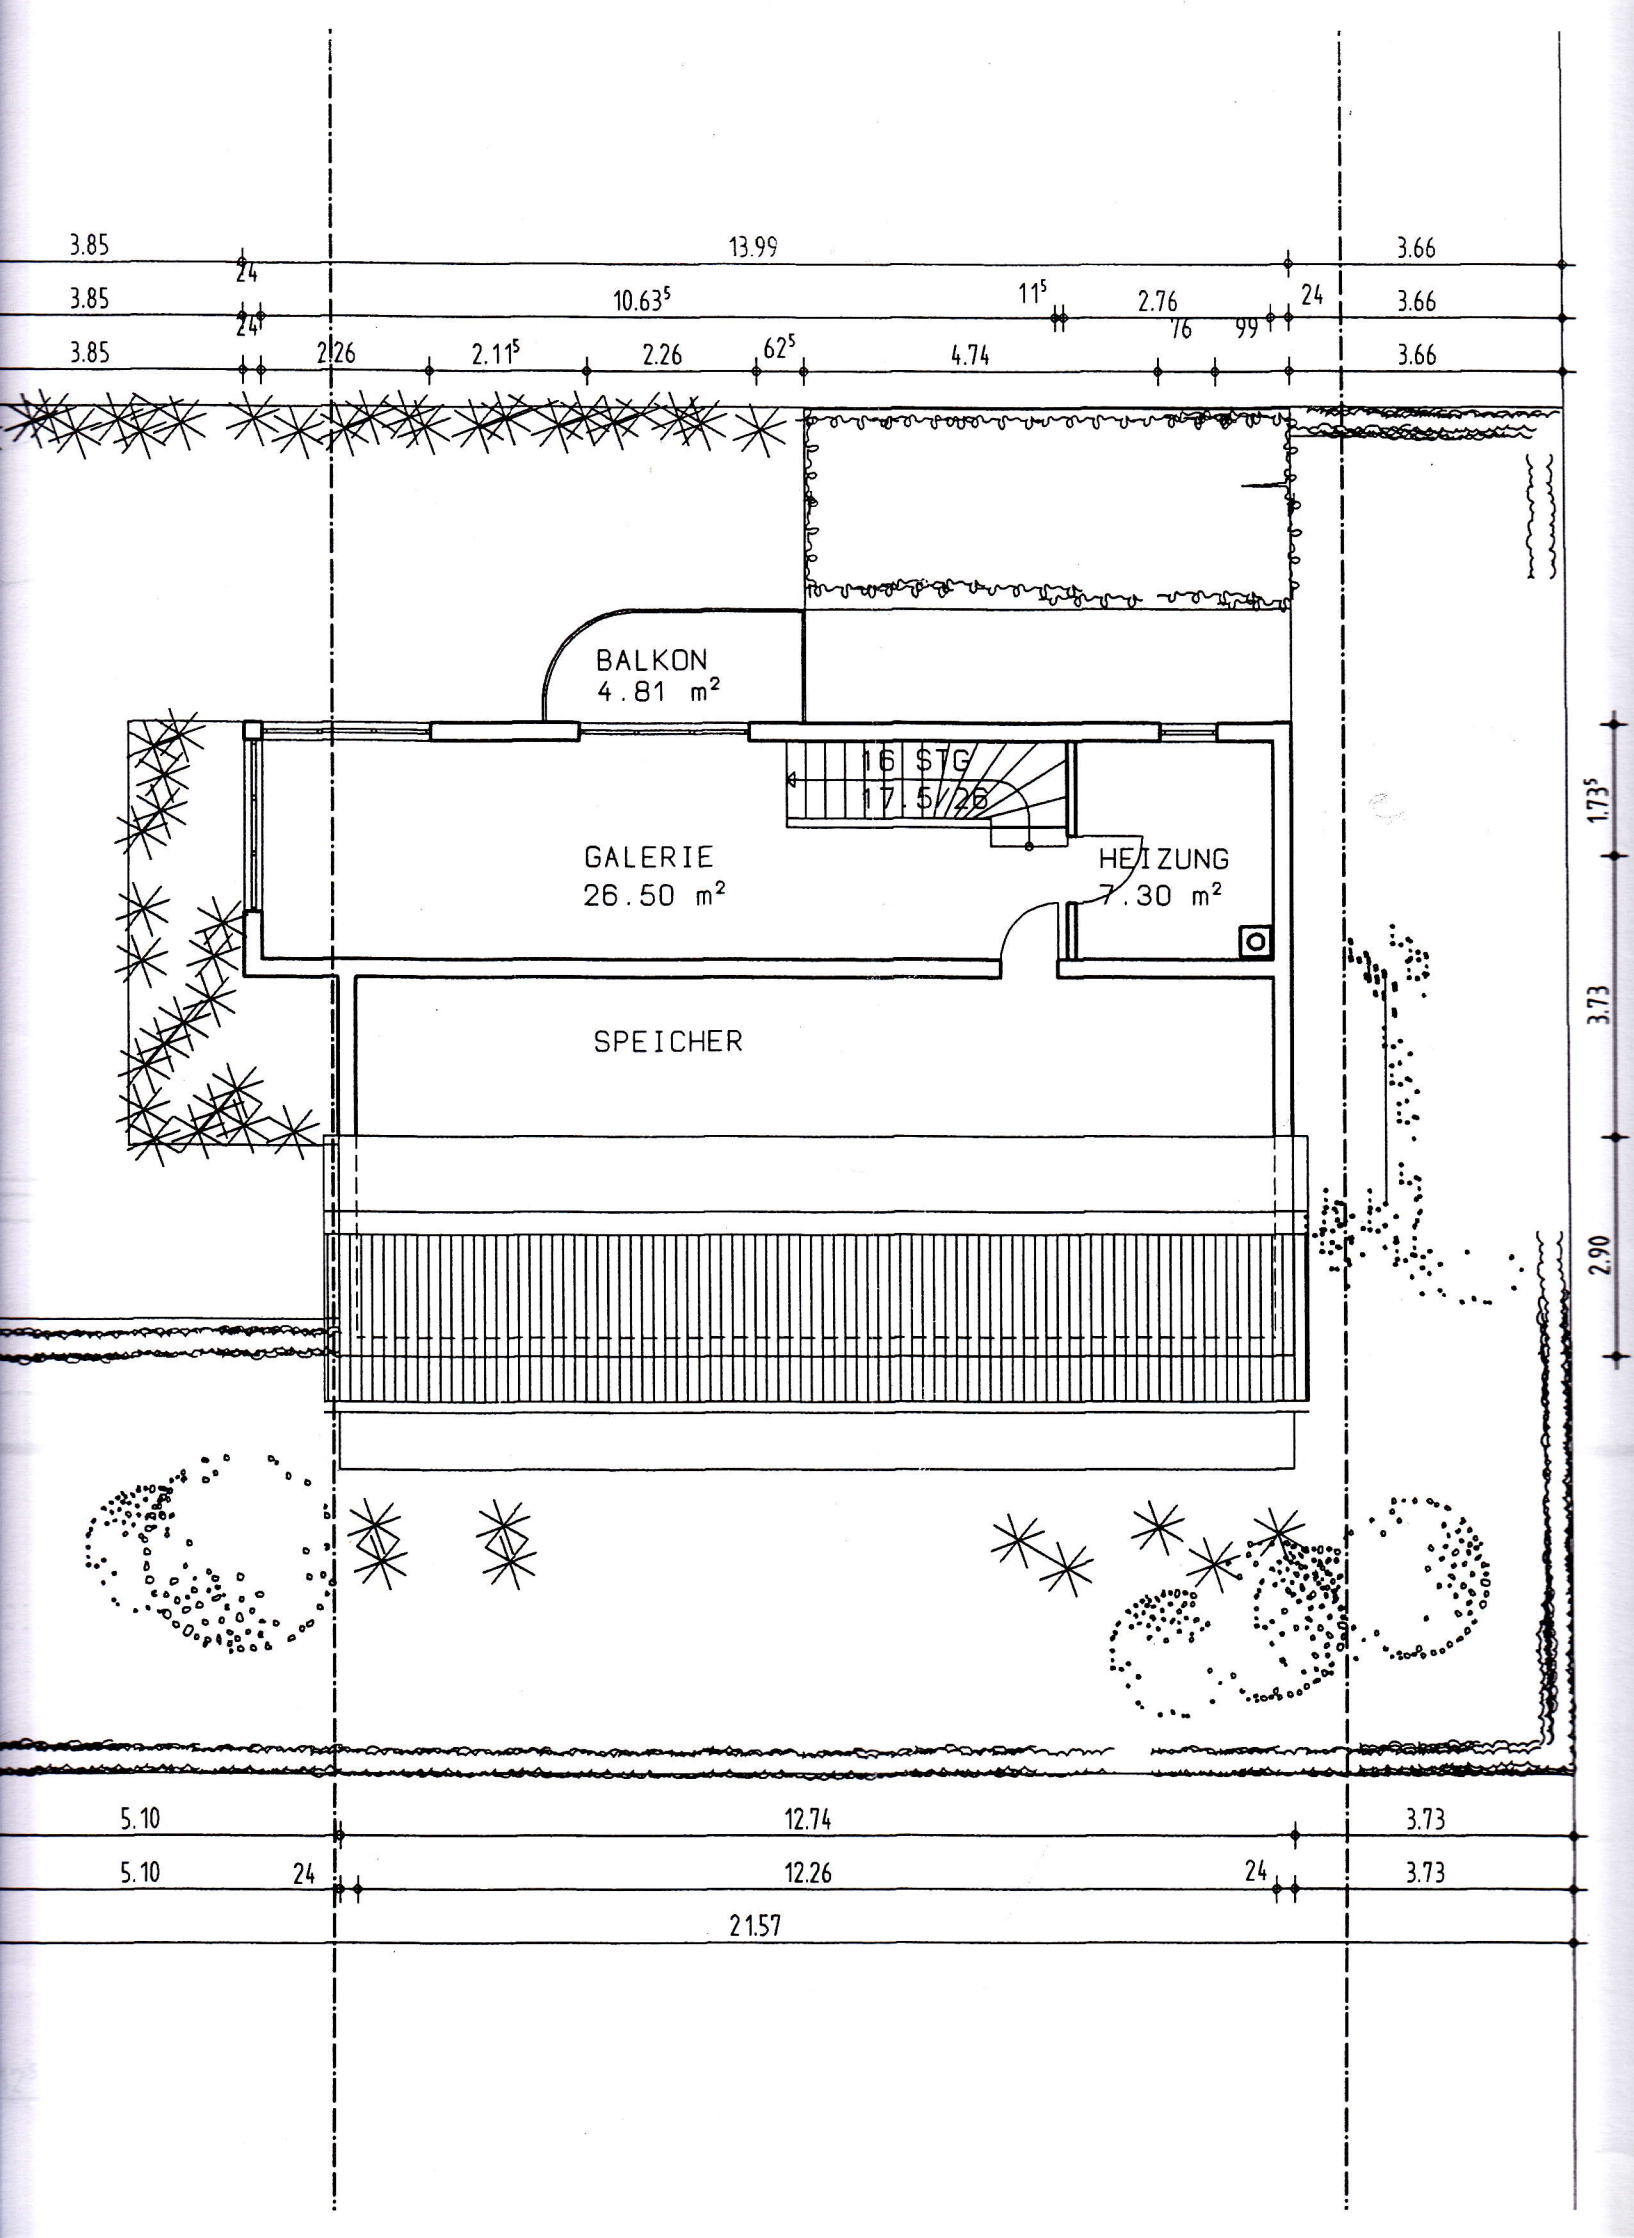 3.85 13.99 3.66
24
3.85 10.63⁵ 11⁵ 2.76 24 3.66
24 76 99
3.85 2.26 2.11⁵ 2.26 62⁵ 4.74 3.66
BALKON
4.81 m²
16 STG
17.5/26
1.73⁵
GALERIE
26.50 m²
HEIZUNG
7.30 m²
3.73
SPEICHER
2.90
5.10 12.74 3.73
5.10 24 12.26 24 3.73
21.57